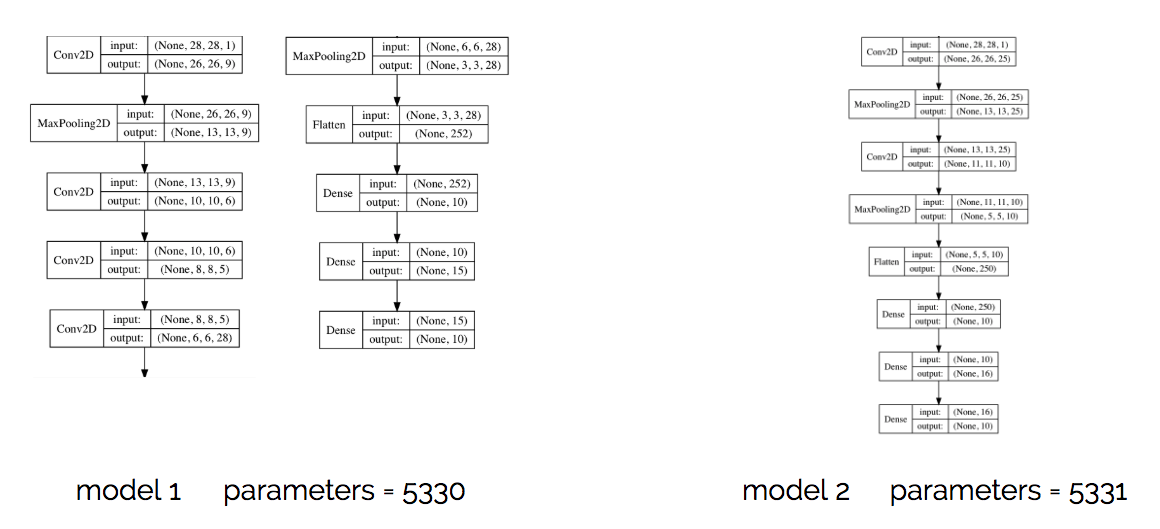 Conv2D input: (None, 28, 28, 1)
output: (None, 26, 26, 9)
MaxPooling2D input: (None, 26, 26, 9)
output: (None, 13, 13, 9)
Conv2D input: (None, 13, 13, 9)
output: (None, 10, 10, 6)
Conv2D input: (None, 10, 10, 6)
output: (None, 8, 8, 5)
Conv2D input: (None, 8, 8, 5)
output: (None, 6, 6, 28)
MaxPooling2D input: (None, 6, 6, 28)
output: (None, 3, 3, 28)
Flatten input: (None, 3, 3, 28)
output: (None, 252)
Dense input: (None, 252)
output: (None, 10)
Dense input: (None, 10)
output: (None, 15)
Dense input: (None, 15)
output: (None, 10)
model 1 parameters = 5330
Conv2D input: (None, 28, 28, 1)
output: (None, 26, 26, 25)
MaxPooling2D input: (None, 26, 26, 25)
output: (None, 13, 13, 25)
Conv2D input: (None, 13, 13, 25)
output: (None, 11, 11, 10)
MaxPooling2D input: (None, 11, 11, 10)
output: (None, 5, 5, 10)
Flatten input: (None, 5, 5, 10)
output: (None, 250)
Dense input: (None, 250)
output: (None, 10)
Dense input: (None, 10)
output: (None, 16)
Dense input: (None, 16)
output: (None, 10)
model 2 parameters = 5331